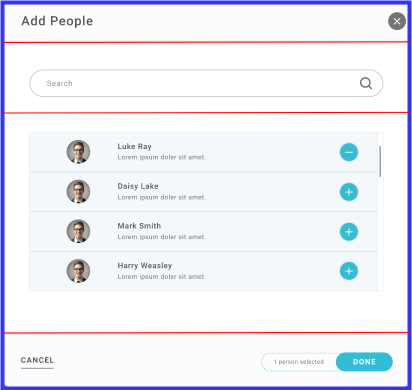 Add People
Search
Luke Ray
Lorem ipsum doler sit amet.
Daisy Lake
Lorem ipsum doler sit amet.
Mark Smith
Lorem ipsum doler sit amet.
Harry Weasley
Lorem ipsum doler sit amet.
CANCEL
1 person selected
DONE